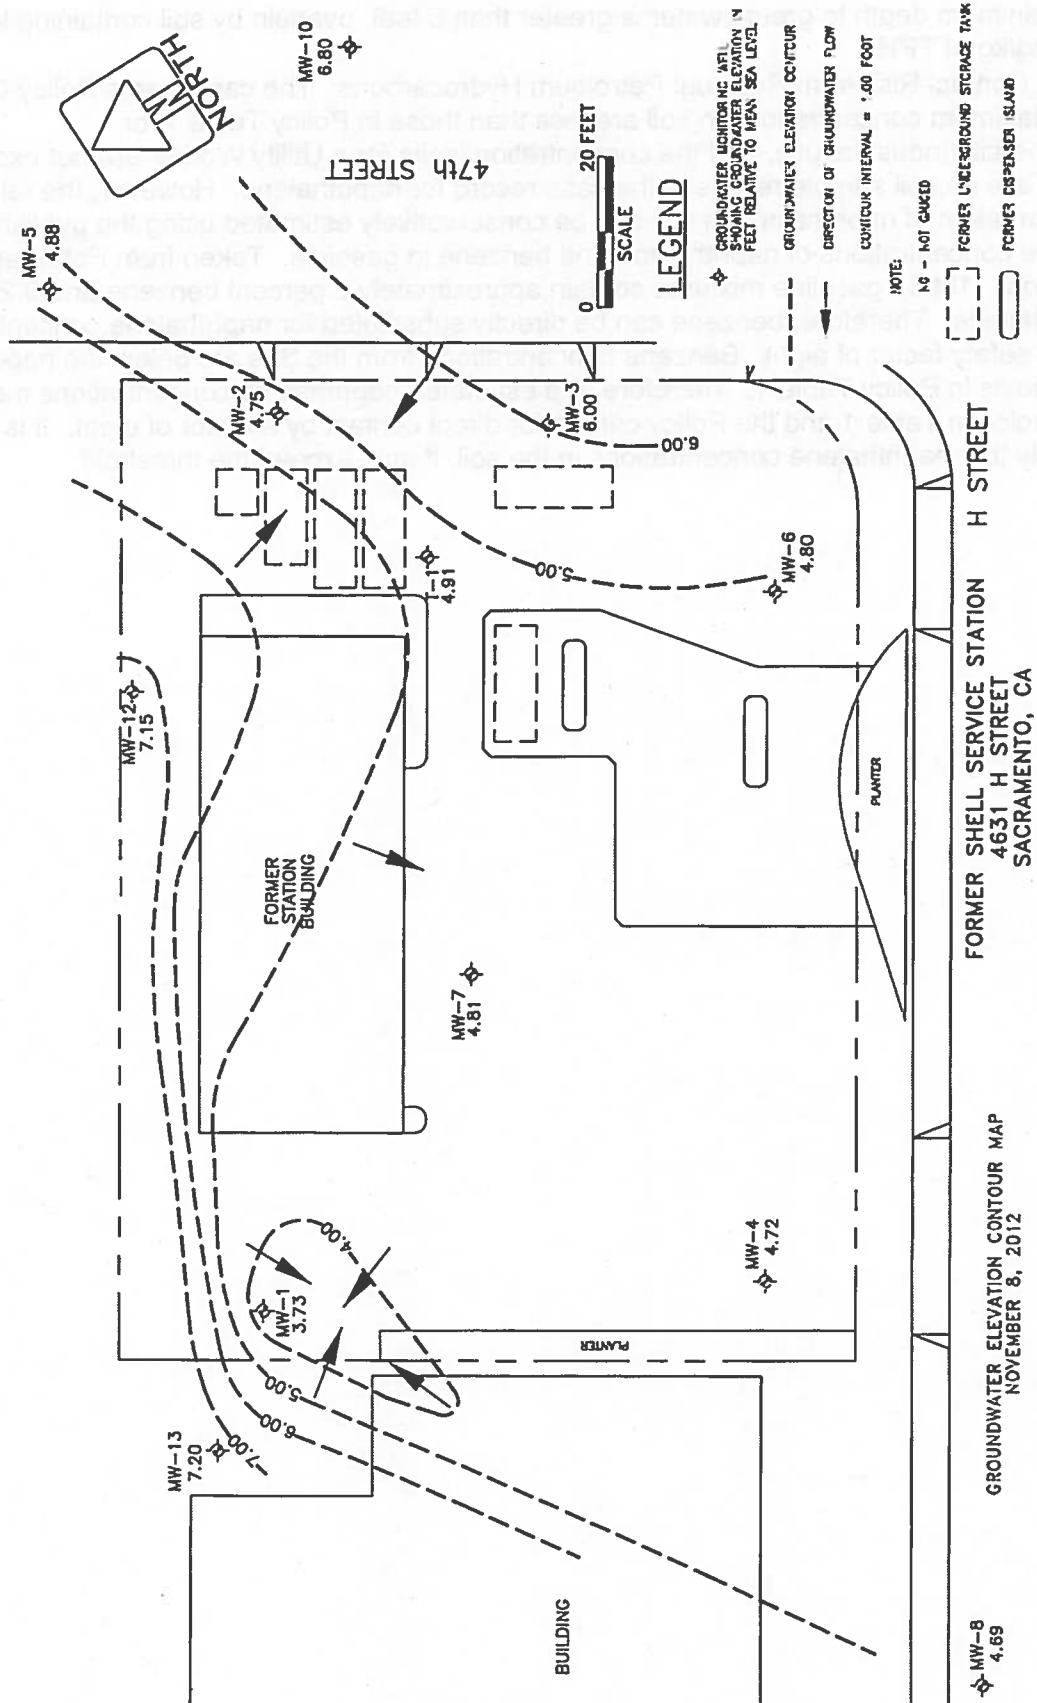 NORTH
MW-10
6.80
47th STREET
MW-5
4.88
0 20 FEET
SCALE
LEGEND
GROUNDWATER MONITORING WELL
SHOWING GROUNDWATER ELEVATION IN
FEET RELATIVE TO MEAN SEA LEVEL
GROUNDWATER ELEVATION CONTOUR
DIRECTION OF GROUNDWATER FLOW
CONTOUR INTERVAL = 1.00 FOOT
NOTE:
NG - NO GAUGED
FORMER UNDERGROUND STORAGE TANK
FORMER DISPENSER ISLAND
MW-2
4.75
MW-3
6.00
6.00
T-1
4.91
5.00
MW-6
4.80
MW-12
7.15
FORMER
STATION
BUILDING
MW-7
4.81
PLANTER
MW-1
3.73
4.00
MW-4
4.72
PLANTER
MW-13
7.20
7.00
6.00
5.00
BUILDING
MW-8
4.69
H STREET
FORMER SHELL SERVICE STATION
4631 H STREET
SACRAMENTO, CA
GROUNDWATER ELEVATION CONTOUR MAP
NOVEMBER 8, 2012